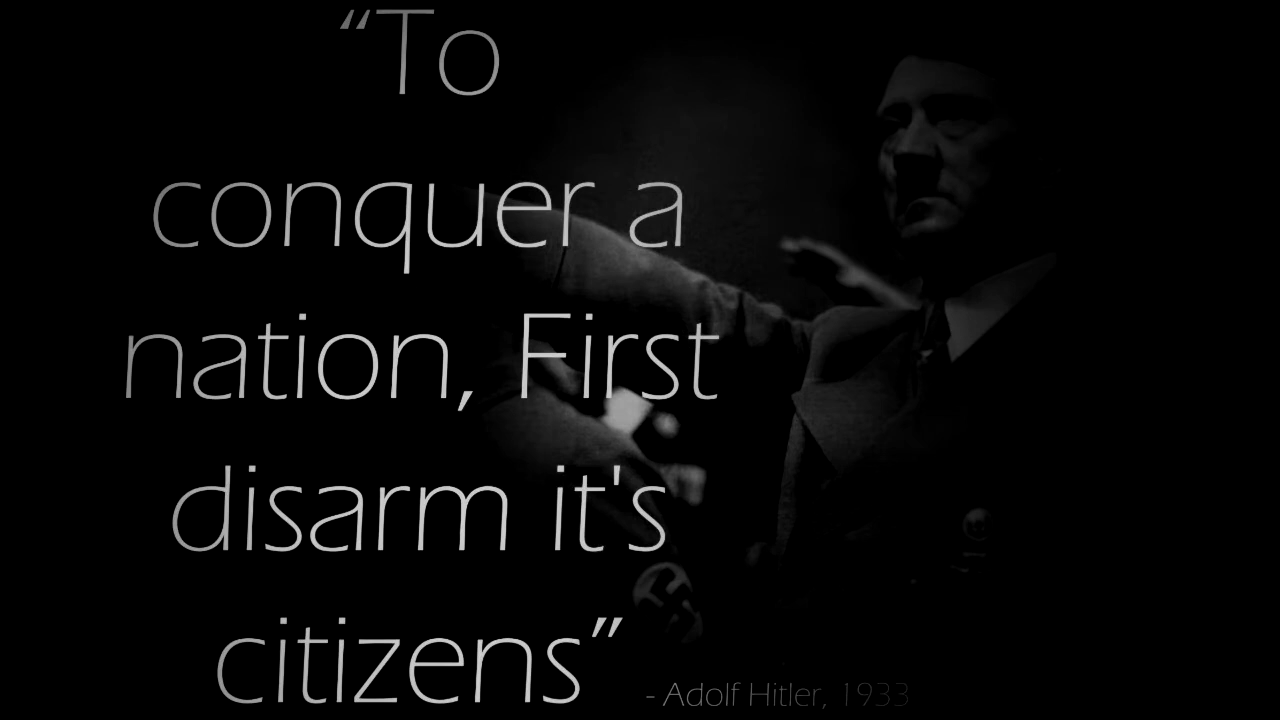 “To
conquer a
nation, First
disarm it's
citizens”
- Adolf Hitler, 1933